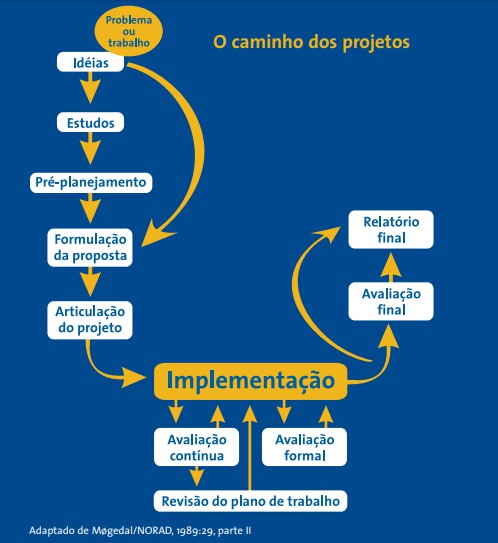 Problema
ou
trabalho
O caminho dos projetos
Idéias
Estudos
Pré-planejamento
Formulação
da proposta
Articulação
do projeto
Relatório
final
Avaliação
final
Implementação
Avaliação
contínua
Avaliação
formal
Revisão do plano de trabalho
Adaptado de Møgedal/NORAD, 1989:29, parte II